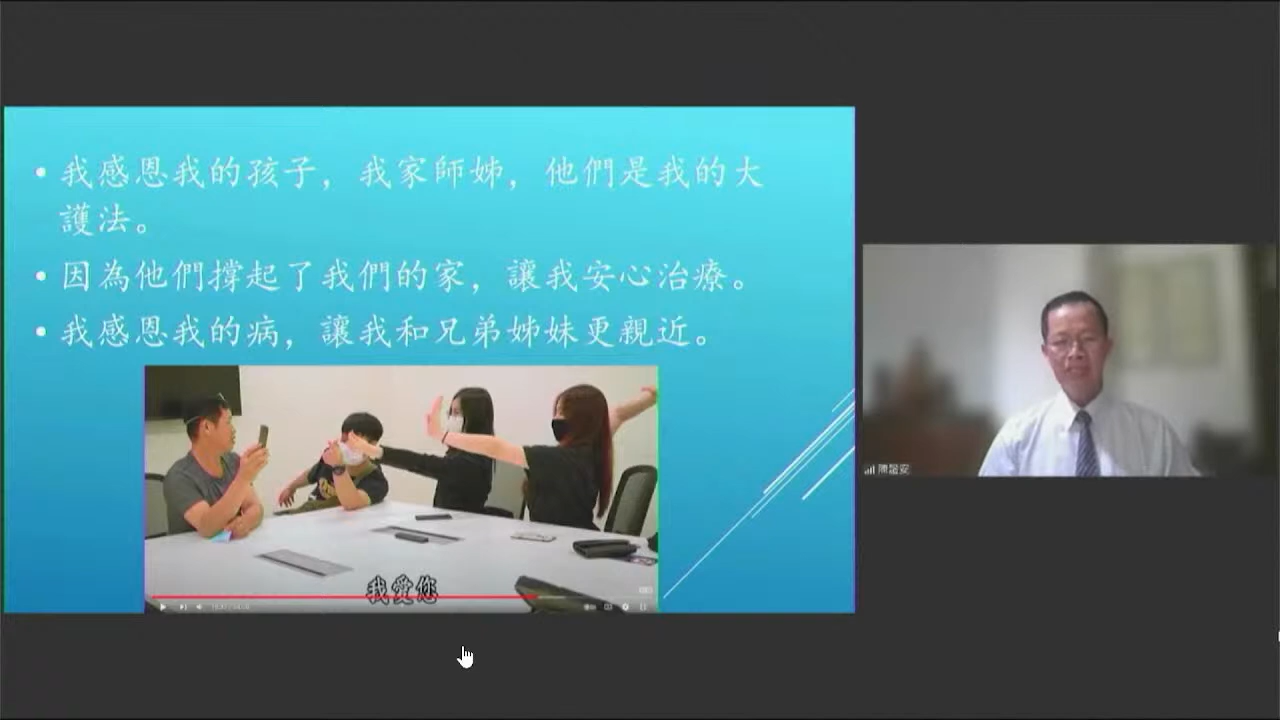 • 我感恩我的孩子，我家師姊，他們是我的大
護法。
• 因為他們撐起了我們的家，讓我安心治療。
• 我感恩我的病，讓我和兄弟姊妹更親近。
我愛您